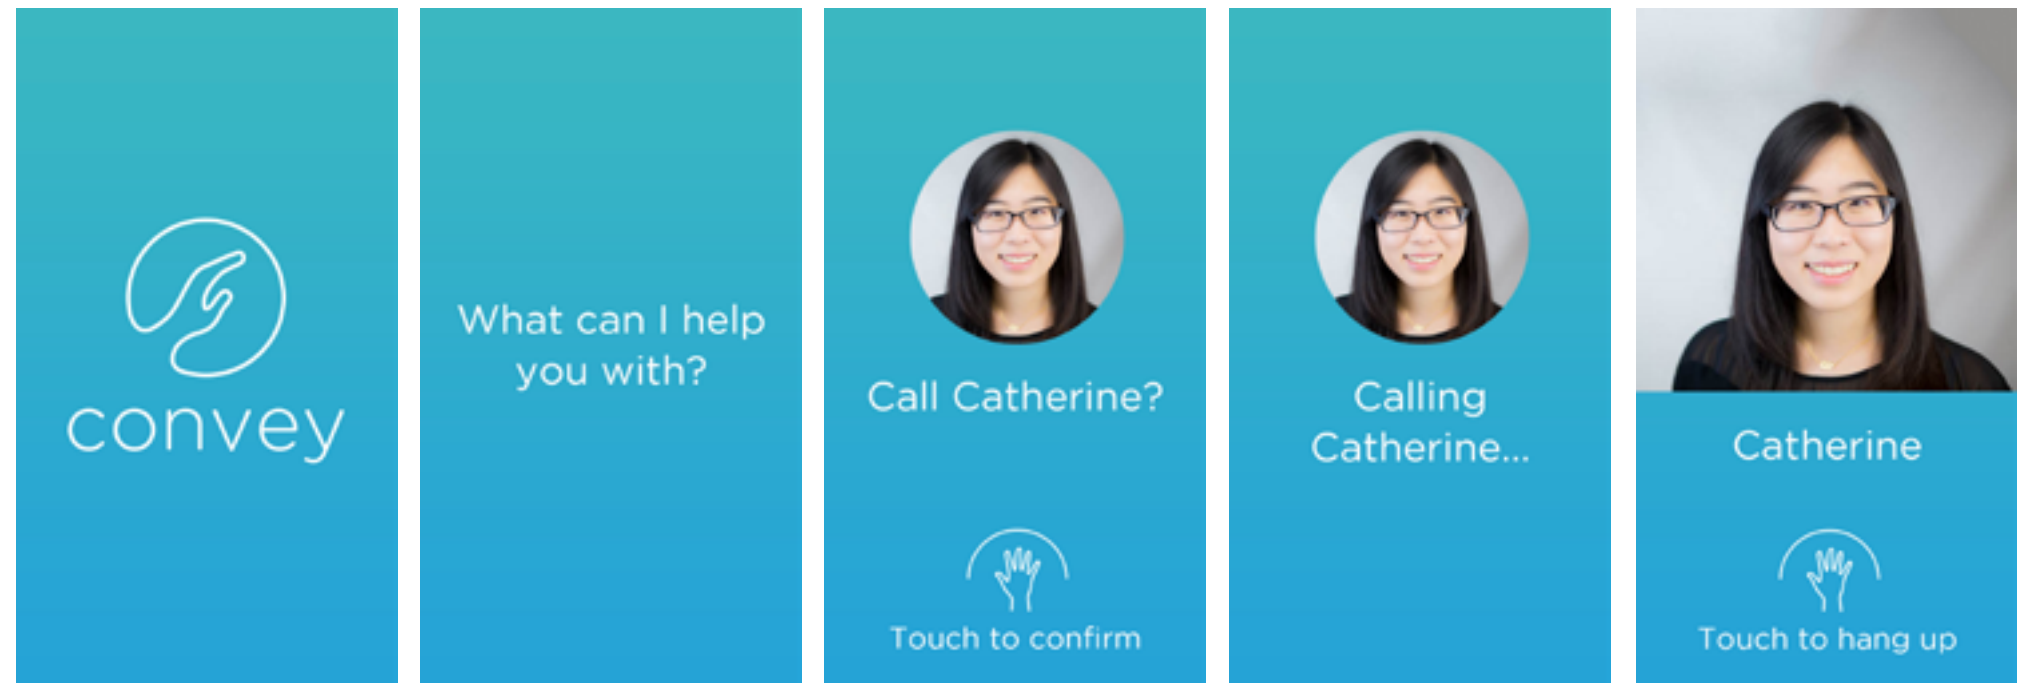 convey
What can I help
you with?
Call Catherine?
Touch to confirm
Calling
Catherine...
Catherine
Touch to hang up